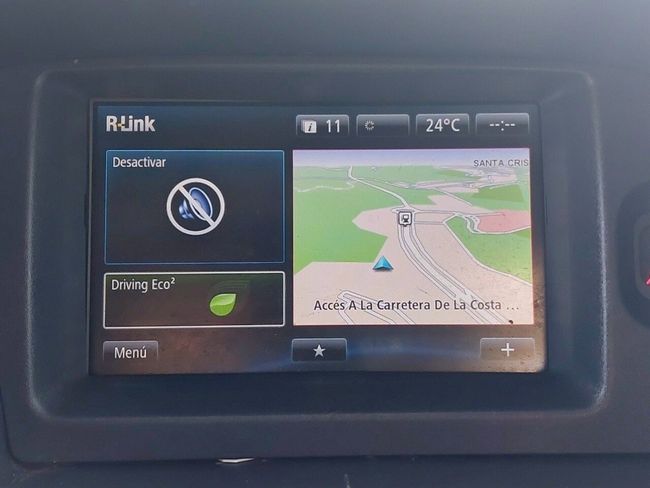 R-Link
11
24°C
--:--
Desactivar
SANTA CRIS
Driving Eco²
Accés A La Carretera De La Costa ...
Menú